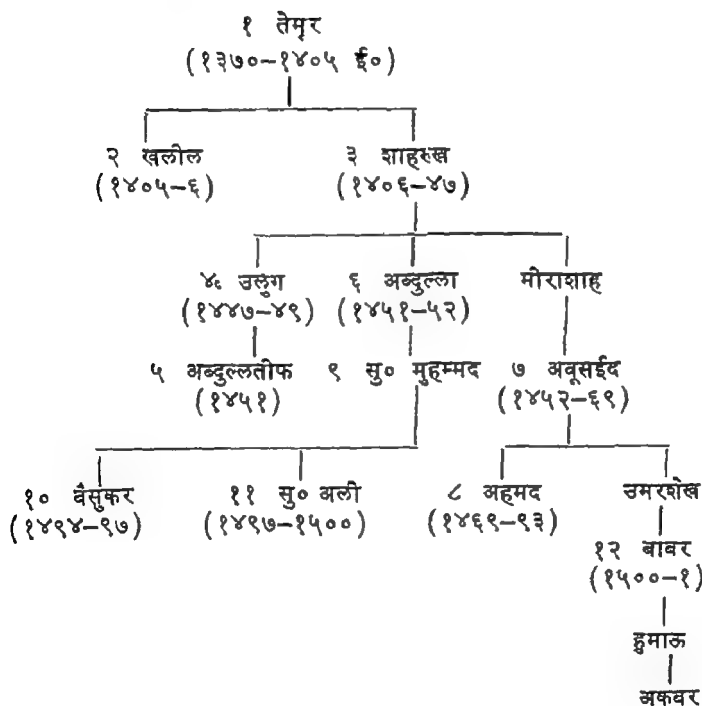 १ तेमूर
(१३७०–१४०५ ई०)
२ खलील
(१४०५–६)
३ शाहरुख
(१४०६–४७)
४ उलुग
(१४४७–४९)
६ अब्दुल्ला
(१४५१–५२)
मीराशाह
५ अब्दुल्लतीफ
(१४५१)
९ सु० मुहम्मद
७ अबूसईद
(१४५२–६९)
१० बैसुकर
(१४९४–९७)
११ सु० अली
(१४९७–१५००)
८ अहमद
(१४६९–९३)
उमरशेख
१२ बाबर
(१५००–१)
हुमाऊ
अकबर